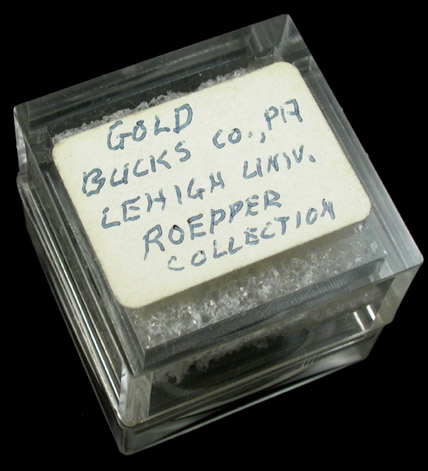 GOLD
BUCKS CO., PA
LEHIGH UNIV.
ROEPPER
COLLECTION